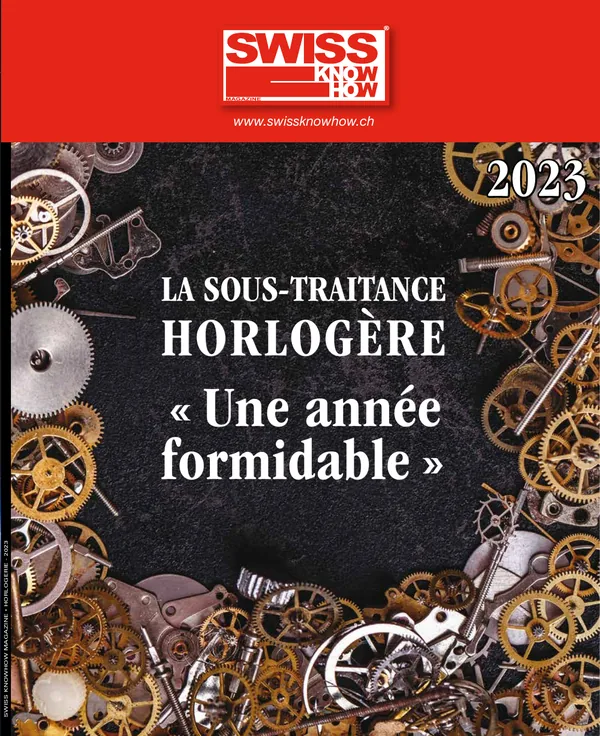 SWISS®
KNOW
HOW
MAGAZINE
www.swissknowhow.ch
2023
LA SOUS-TRAITANCE
HORLOGÈRE
« Une année
formidable »
SWISS KNOWHOW MAGAZINE • HORLOGERIE - 2023